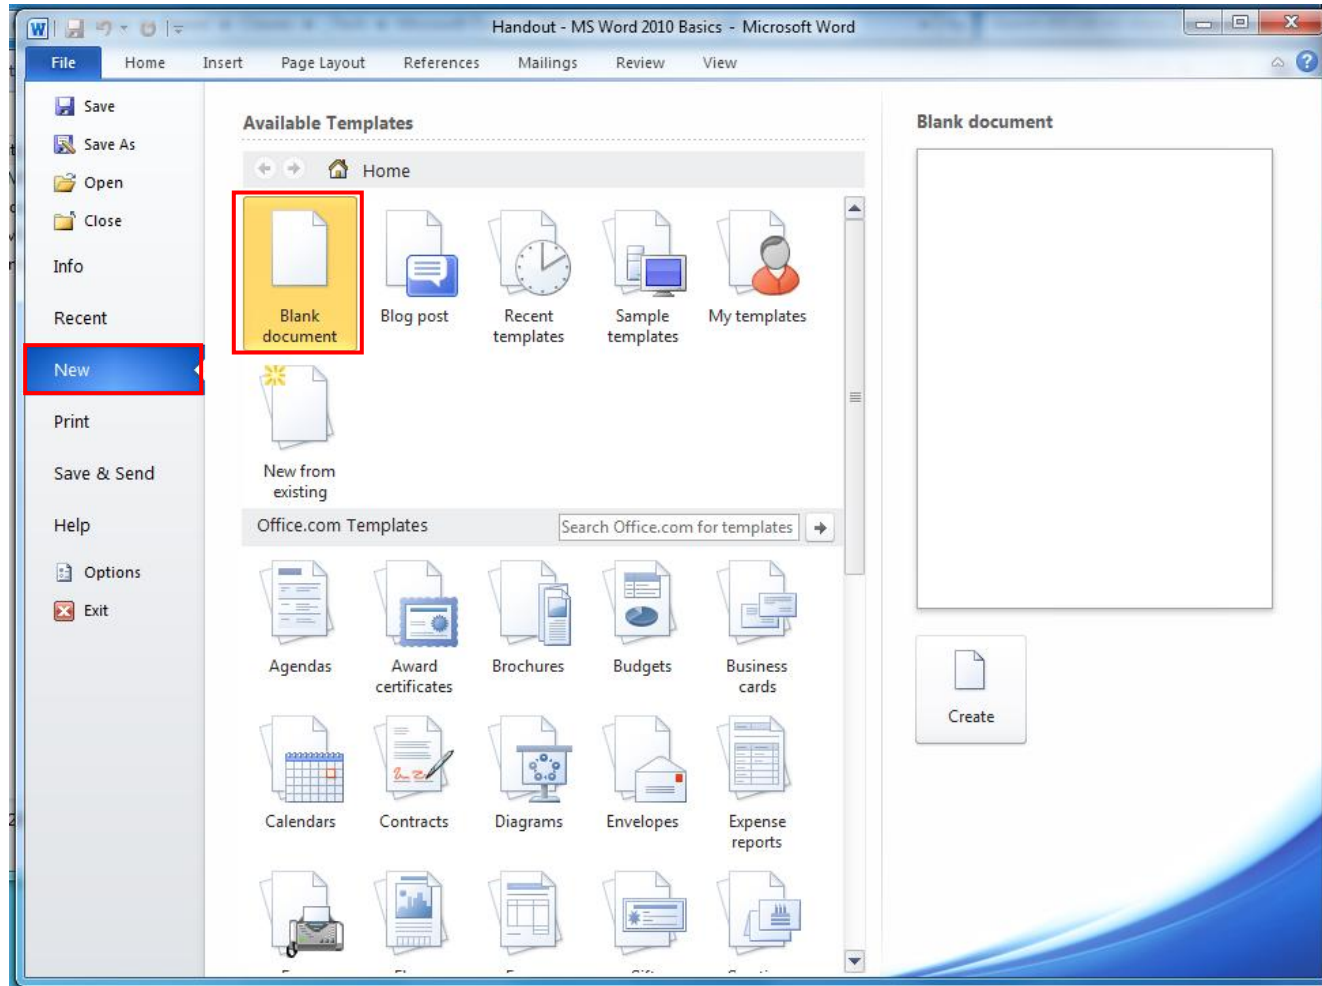 Handout - MS Word 2010 Basics - Microsoft Word
File Home Insert Page Layout References Mailings Review View
Save
Save As
Open
Close
Info
Recent
New
Print
Save & Send
Help
Options
Exit
Available Templates
Home
Blank
document
Blog post
Recent
templates
Sample
templates
My templates
New from
existing
Office.com Templates
Search Office.com for templates
Agendas
Award
certificates
Brochures
Budgets
Business
cards
Calendars
Contracts
Diagrams
Envelopes
Expense
reports
Blank document
Create